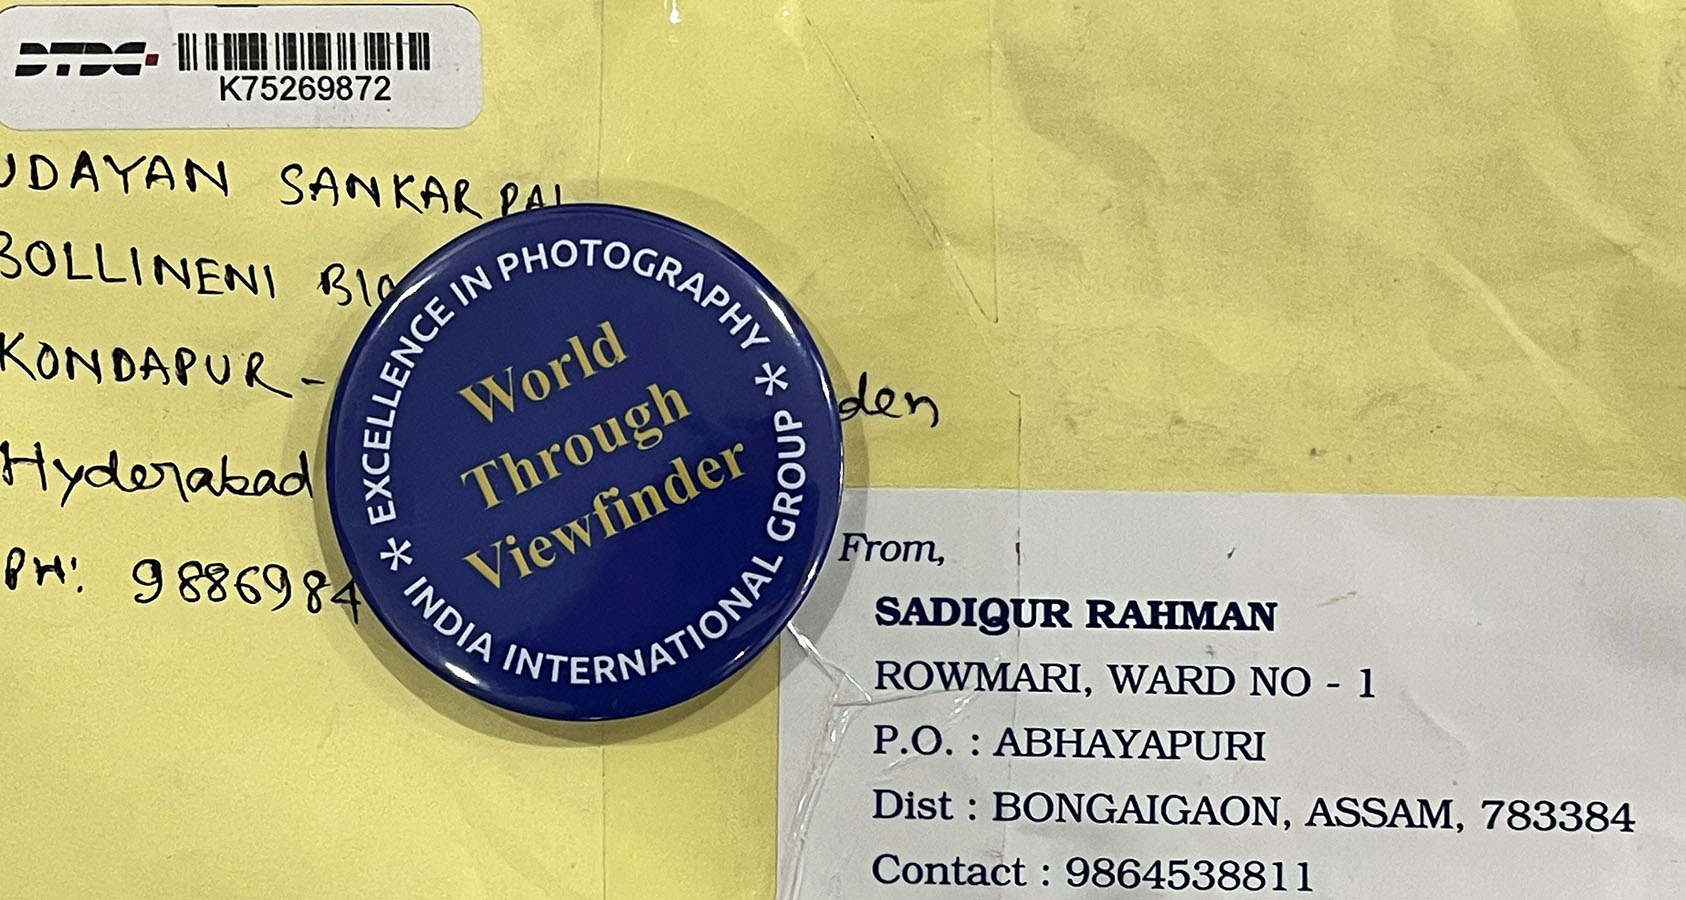 DTDC
K75269872
UDAYAN SANKAR PAL
BOLLINENI
KONDAPUR -
Hyderabad
PH: 9886984
EXCELLENCE IN PHOTOGRAPHY *
World
Through
Viewfinder
* INDIA INTERNATIONAL GROUP
From,
SADIQUR RAHMAN
ROWMARI, WARD NO - 1
P.O. : ABHAYAPURI
Dist : BONGAIGAON, ASSAM, 783384
Contact : 9864538811